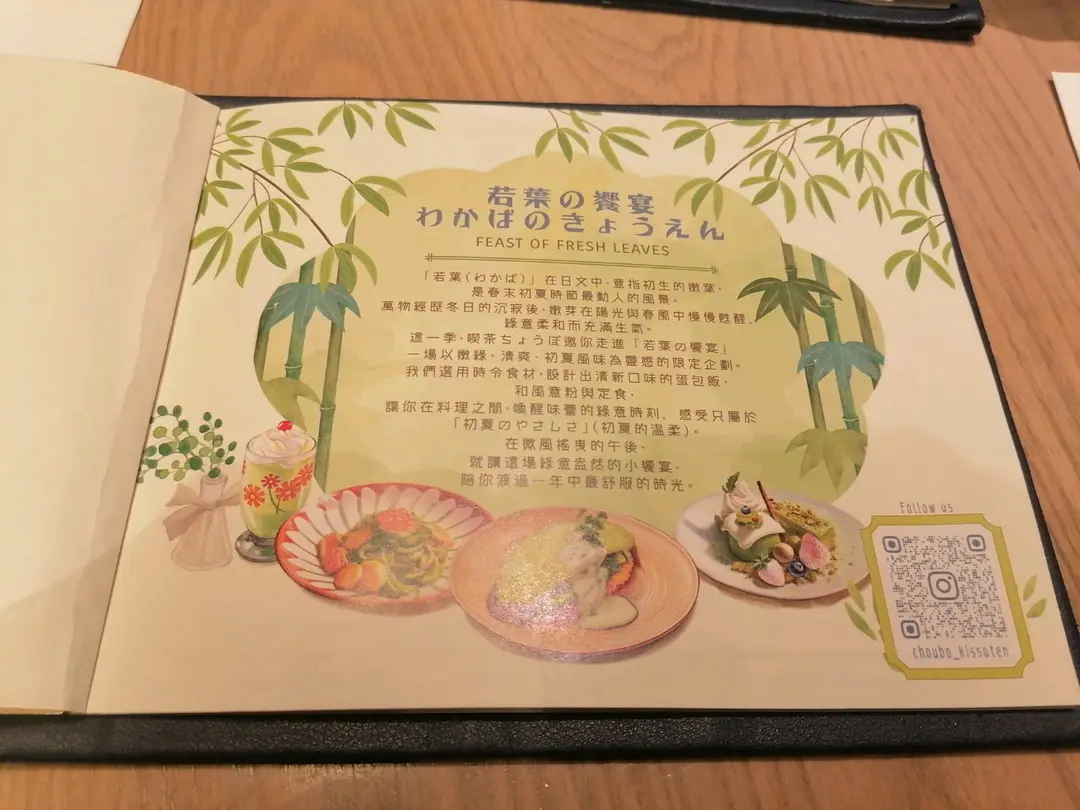 若葉の饗宴
わかばのきょうえん
FEAST OF FRESH LEAVES
「若葉(わかば)」在日文中,意指初生的嫩葉,
是春末初夏時節最動人的風景。
萬物經歷冬日的沉寂後,嫩芽在陽光與春風中慢慢甦醒,
綠意柔和而充滿生氣。
這一季,喫茶ちょうぼ邀你走進「若葉の饗宴」
一場以嫩綠、清爽、初夏風味為靈感的限定企劃。
我們選用時令食材,設計出清新口味的蛋包飯,
和風意粉與定食,
讓你在料理之間,喚醒味蕾的綠意時刻,感受只屬於
「初夏のやさしさ」(初夏的溫柔)。
在微風搖曳的午後,
就讓這場綠意盎然的小饗宴,
陪你渡過一年中最舒服的時光。
Follow us
choubo_kissaten